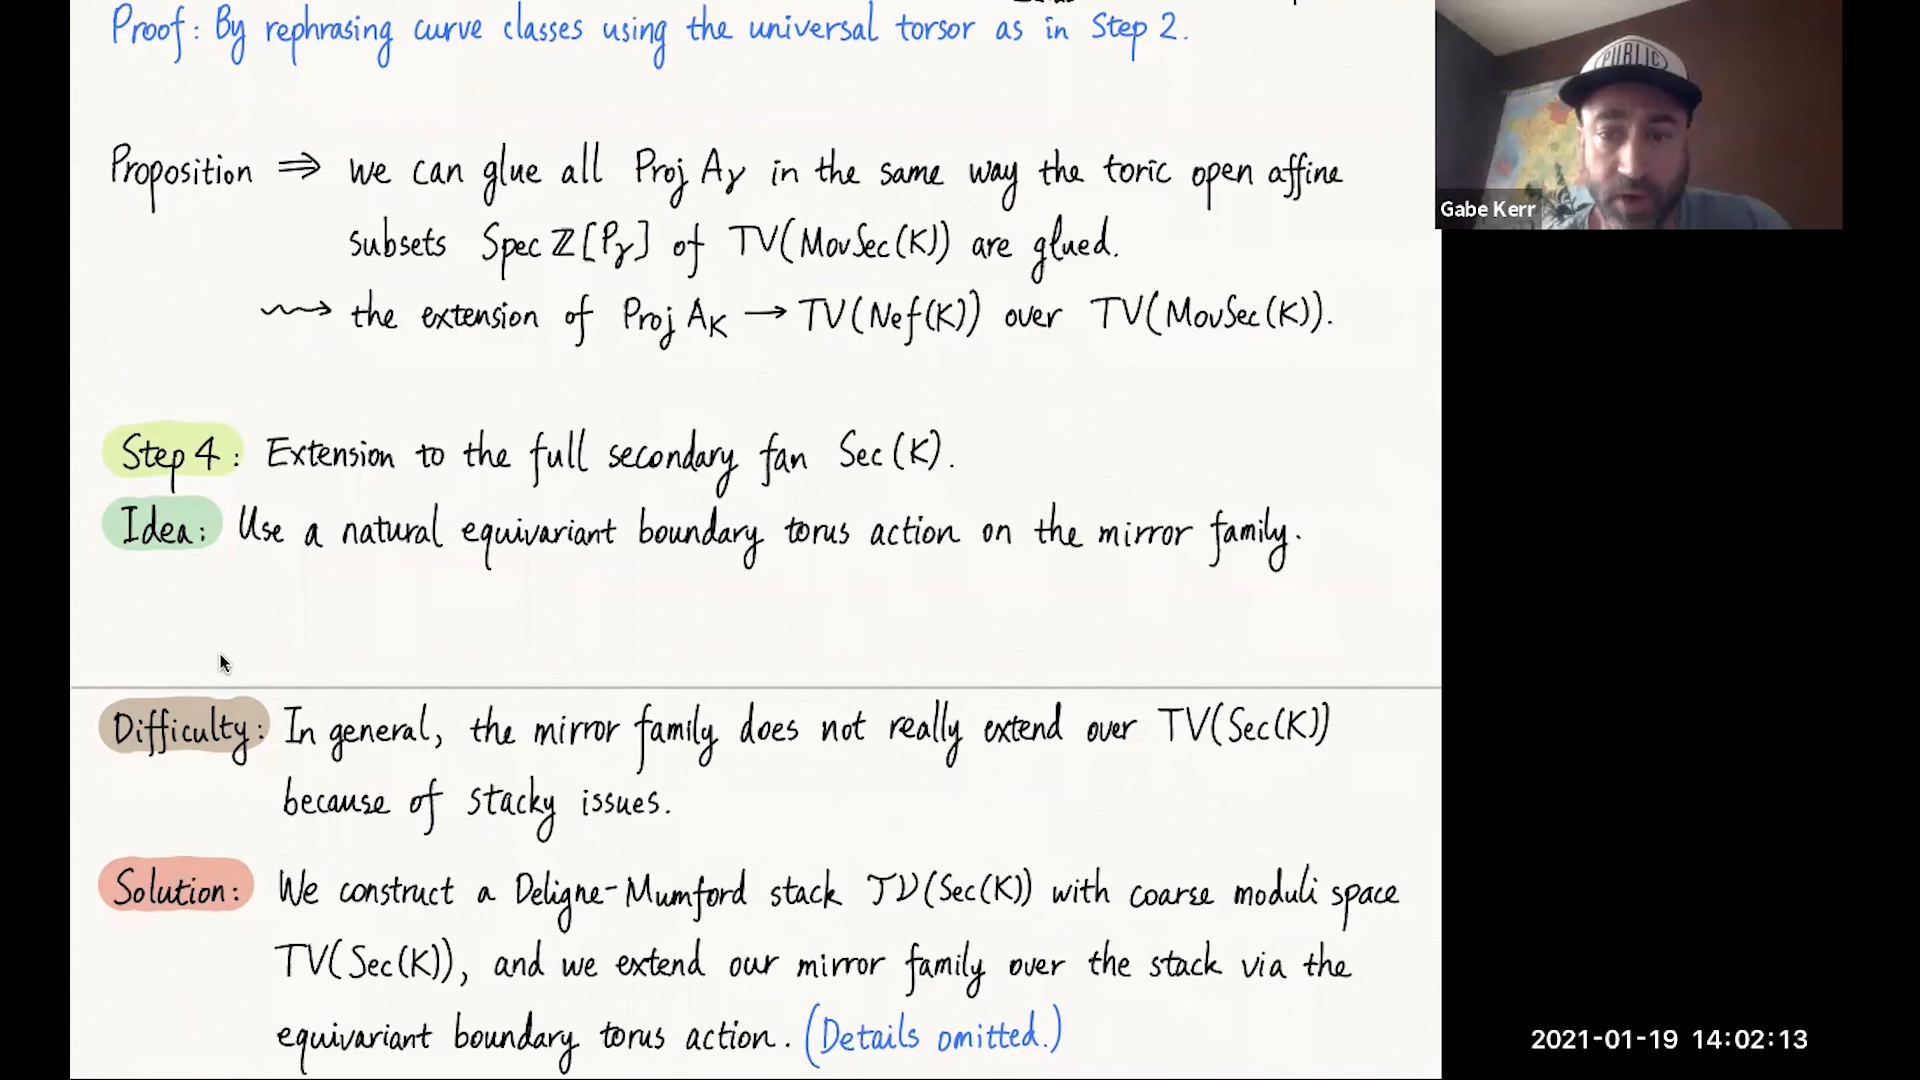 Proof: By rephrasing curve classes using the universal torsor as in Step 2.
Proposition ⟹ we can glue all Proj A_γ in the same way the toric open affine
subsets Spec ℤ[P_γ] of TV(MovSec(K)) are glued.
⟿ the extension of Proj A_K → TV(Nef(K)) over TV(MovSec(K)).
Step 4: Extension to the full secondary fan Sec(K).
Idea: Use a natural equivariant boundary torus action on the mirror family.
Difficulty: In general, the mirror family does not really extend over TV(Sec(K))
because of stacky issues.
Solution: We construct a Deligne-Mumford stack 𝒯𝒱(Sec(K)) with coarse moduli space
TV(Sec(K)), and we extend our mirror family over the stack via the
equivariant boundary torus action. (Details omitted.)
PUBLIC
Gabe Kerr
2021-01-19 14:02:13